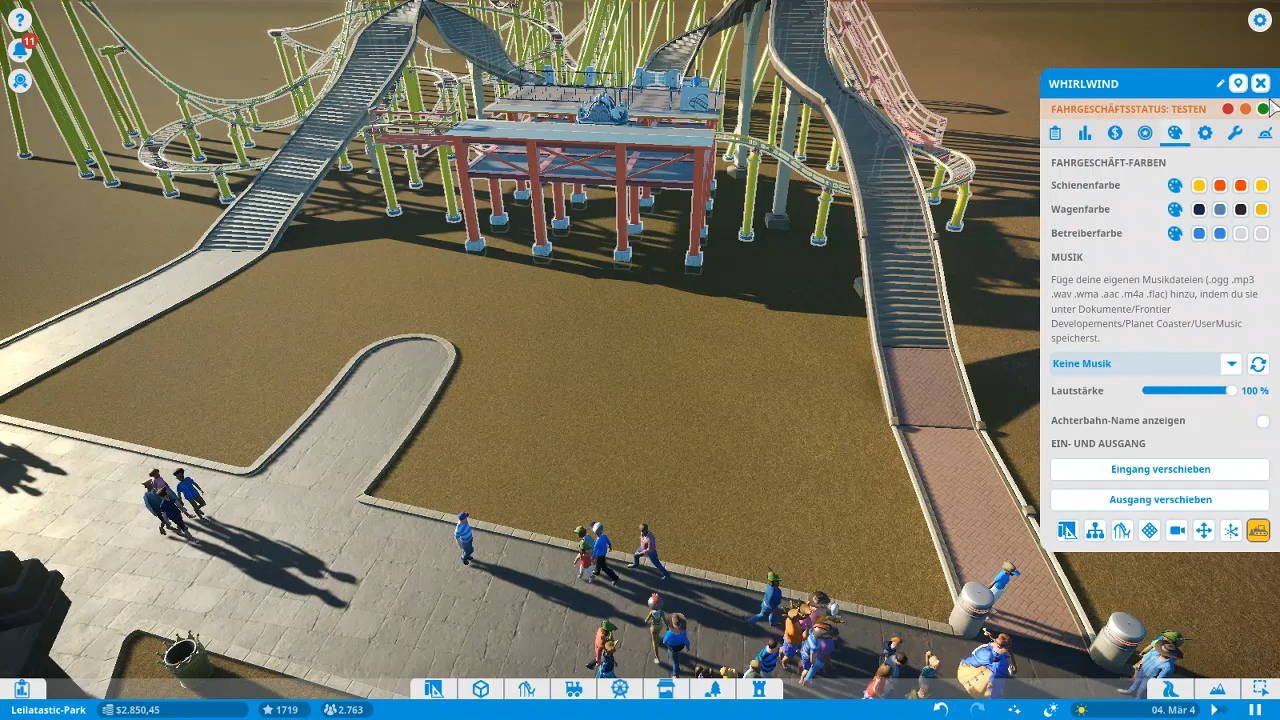 ?
11
WHIRLWIND
FAHRGESCHÄFTSSTATUS: TESTEN
FAHRGESCHÄFT-FARBEN
Schienenfarbe
Wagenfarbe
Betreiberfarbe
MUSIK
Füge deine eigenen Musikdateien (.ogg .mp3
.wav .wma .aac .m4a .flac) hinzu, indem du sie
unter Dokumente/Frontier
Developements/Planet Coaster/UserMusic
speicherst.
Keine Musik
Lautstärke 100 %
Achterbahn-Name anzeigen
EIN- UND AUSGANG
Eingang verschieben
Ausgang verschieben
Leilatastic-Park $2.850,45 1719 2.763 04. Mär 4